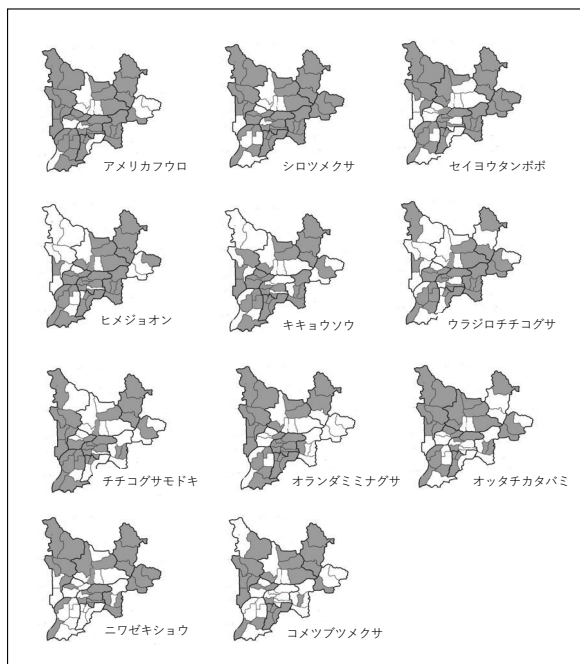 アメリカフウロ
シロツメクサ
セイヨウタンポポ
ヒメジョオン
キキョウソウ
ウラジロチチコグサ
チチコグサモドキ
オランダミミナグサ
オッタチカタバミ
ニワゼキショウ
コメツブツメクサ